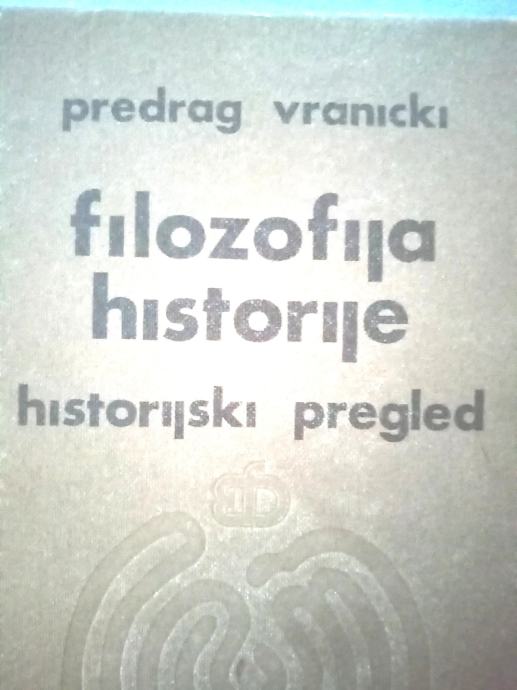 predrag vranicki
filozofija
historije
historijski pregled